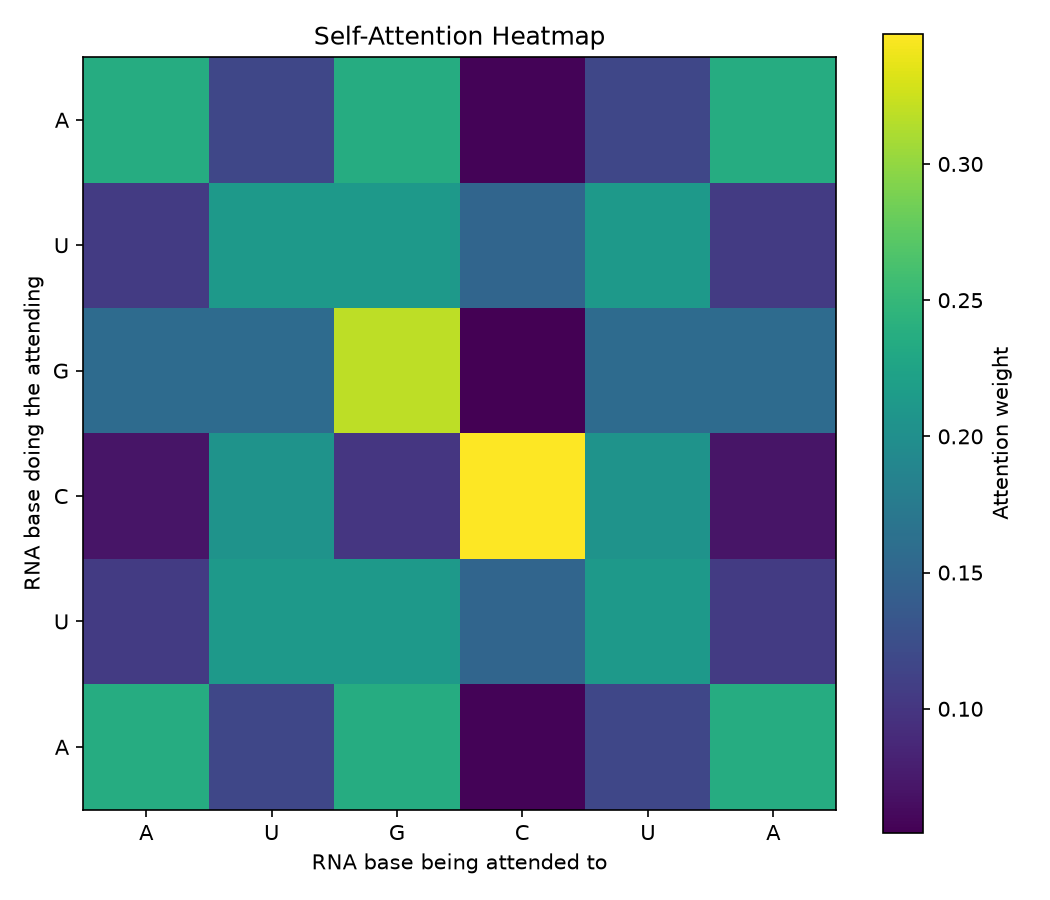 Self-Attention Heatmap
A
U
G
C
U
A
RNA base doing the attending
A U G C U A
RNA base being attended to
0.30
0.25
0.20
0.15
0.10
Attention weight